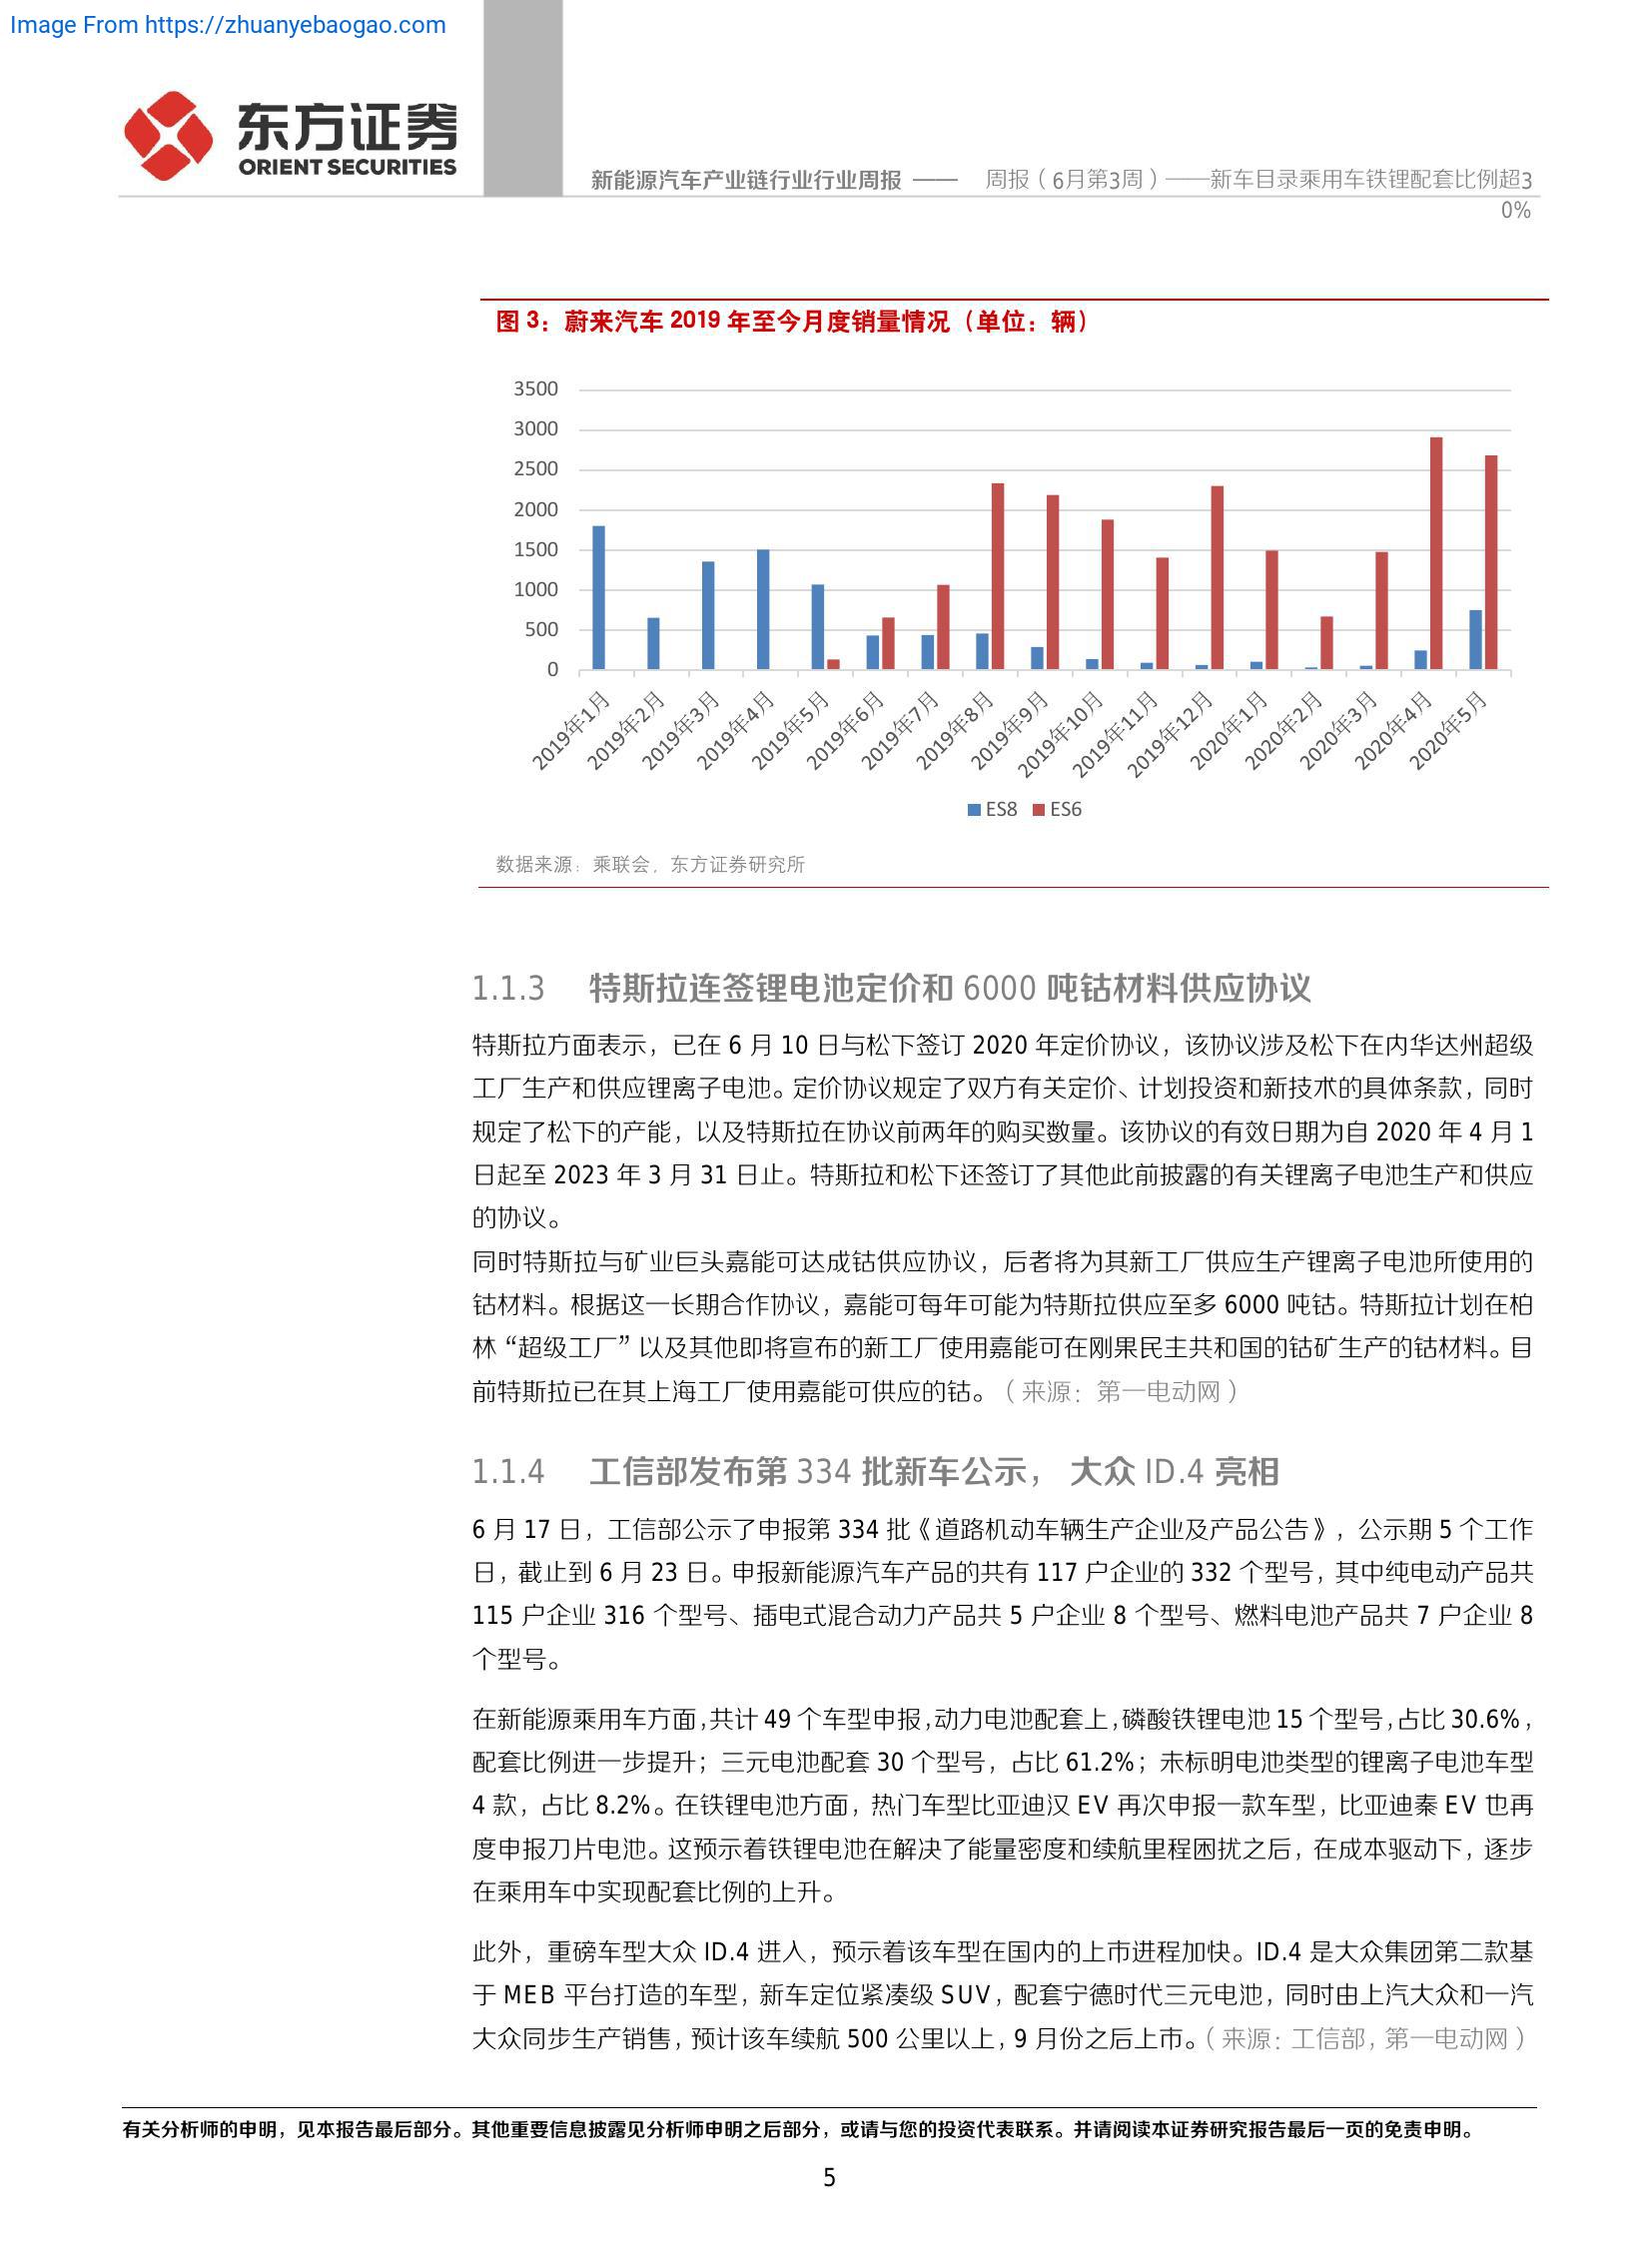 Image From https://zhuanyebaogao.com
东方证券
ORIENT SECURITIES
新能源汽车产业链行业行业周报 —— 周报（6月第3周）——新车目录乘用车铁锂配套比例超3
0%
图 3：蔚来汽车 2019 年至今月度销量情况（单位：辆）
3500
3000
2500
2000
1500
1000
500
0
2019年1月
2019年2月
2019年3月
2019年4月
2019年5月
2019年6月
2019年7月
2019年8月
2019年9月
2019年10月
2019年11月
2019年12月
2020年1月
2020年2月
2020年3月
2020年4月
2020年5月
ES8 ES6
数据来源：乘联会，东方证券研究所
1.1.3 特斯拉连签锂电池定价和 6000 吨钴材料供应协议
特斯拉方面表示，已在 6 月 10 日与松下签订 2020 年定价协议，该协议涉及松下在内华达州超级
工厂生产和供应锂离子电池。定价协议规定了双方有关定价、计划投资和新技术的具体条款，同时
规定了松下的产能，以及特斯拉在协议前两年的购买数量。该协议的有效日期为自 2020 年 4 月 1
日起至 2023 年 3 月 31 日止。特斯拉和松下还签订了其他此前披露的有关锂离子电池生产和供应
的协议。
同时特斯拉与矿业巨头嘉能可达成钴供应协议，后者将为其新工厂供应生产锂离子电池所使用的
钴材料。根据这一长期合作协议，嘉能可每年可能为特斯拉供应至多 6000 吨钴。特斯拉计划在柏
林“超级工厂”以及其他即将宣布的新工厂使用嘉能可在刚果民主共和国的钴矿生产的钴材料。目
前特斯拉已在其上海工厂使用嘉能可供应的钴。（来源：第一电动网）
1.1.4 工信部发布第 334 批新车公示， 大众 ID.4 亮相
6 月 17 日，工信部公示了申报第 334 批《道路机动车辆生产企业及产品公告》，公示期 5 个工作
日，截止到 6 月 23 日。申报新能源汽车产品的共有 117 户企业的 332 个型号，其中纯电动产品共
115 户企业 316 个型号、插电式混合动力产品共 5 户企业 8 个型号、燃料电池产品共 7 户企业 8
个型号。
在新能源乘用车方面，共计 49 个车型申报，动力电池配套上，磷酸铁锂电池 15 个型号，占比 30.6%，
配套比例进一步提升；三元电池配套 30 个型号，占比 61.2%；未标明电池类型的锂离子电池车型
4 款，占比 8.2%。在铁锂电池方面，热门车型比亚迪汉 EV 再次申报一款车型，比亚迪秦 EV 也再
度申报刀片电池。这预示着铁锂电池在解决了能量密度和续航里程困扰之后，在成本驱动下，逐步
在乘用车中实现配套比例的上升。
此外，重磅车型大众 ID.4 进入，预示着该车型在国内的上市进程加快。ID.4 是大众集团第二款基
于 MEB 平台打造的车型，新车定位紧凑级 SUV，配套宁德时代三元电池，同时由上汽大众和一汽
大众同步生产销售，预计该车续航 500 公里以上，9 月份之后上市。（来源：工信部，第一电动网）
有关分析师的申明，见本报告最后部分。其他重要信息披露见分析师申明之后部分，或请与您的投资代表联系。并请阅读本证券研究报告最后一页的免责申明。
5